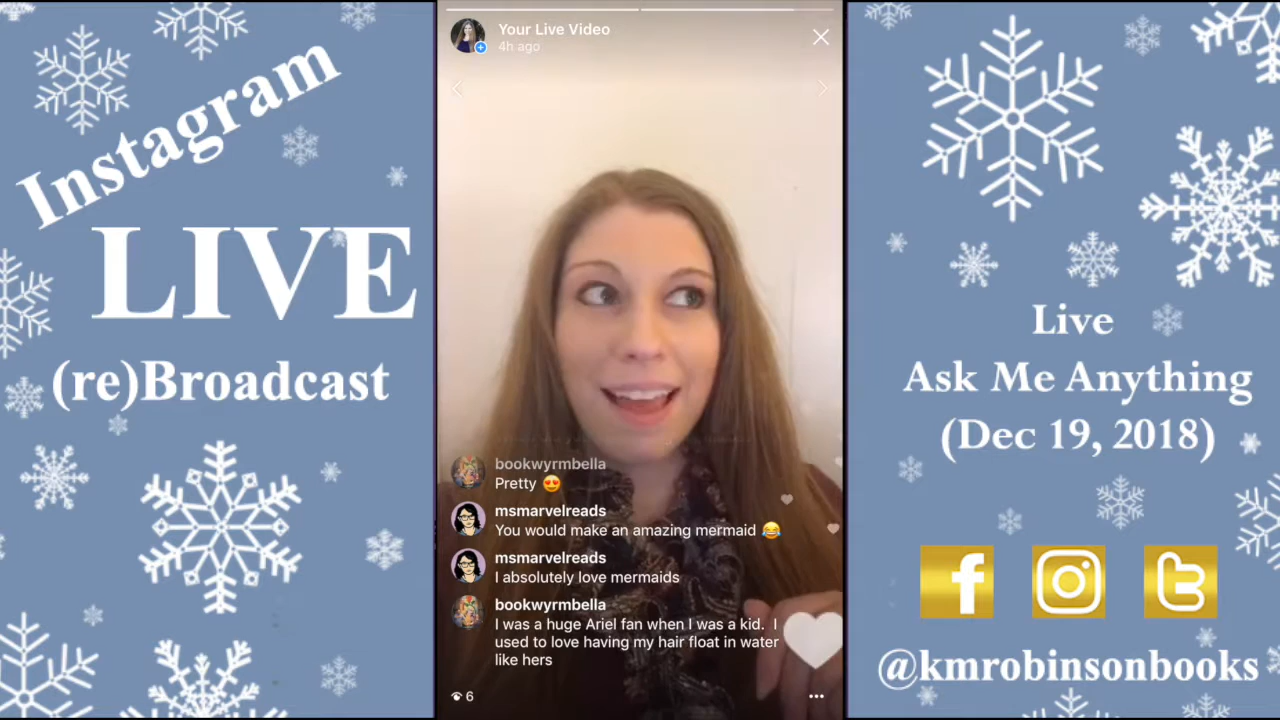 Instagram
LIVE
(re)Broadcast
Your Live Video
4h ago
bookwyrmbella
Pretty 😍
msmarvelreads
You would make an amazing mermaid 😂
msmarvelreads
I absolutely love mermaids
bookwyrmbella
I was a huge Ariel fan when I was a kid. I
used to love having my hair float in water
like hers
6
Live
Ask Me Anything
(Dec 19, 2018)
@kmrobinsonbooks